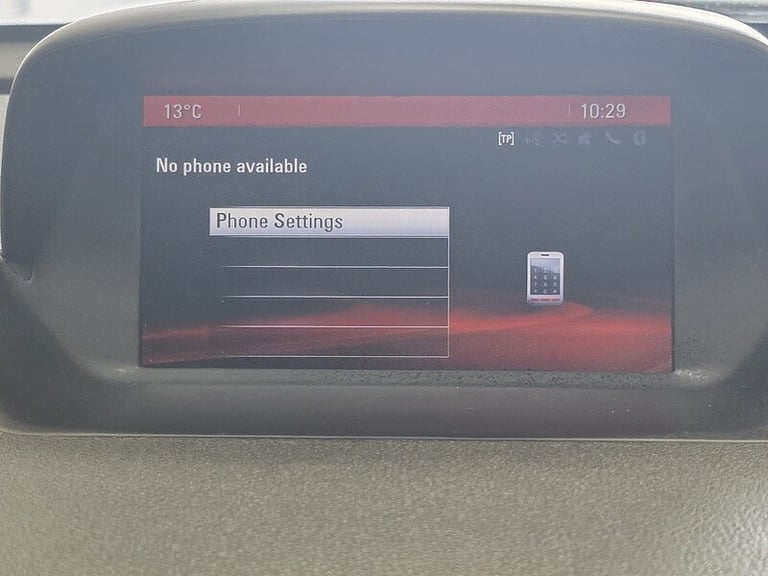 13°C 10:29
[TP]
No phone available
Phone Settings